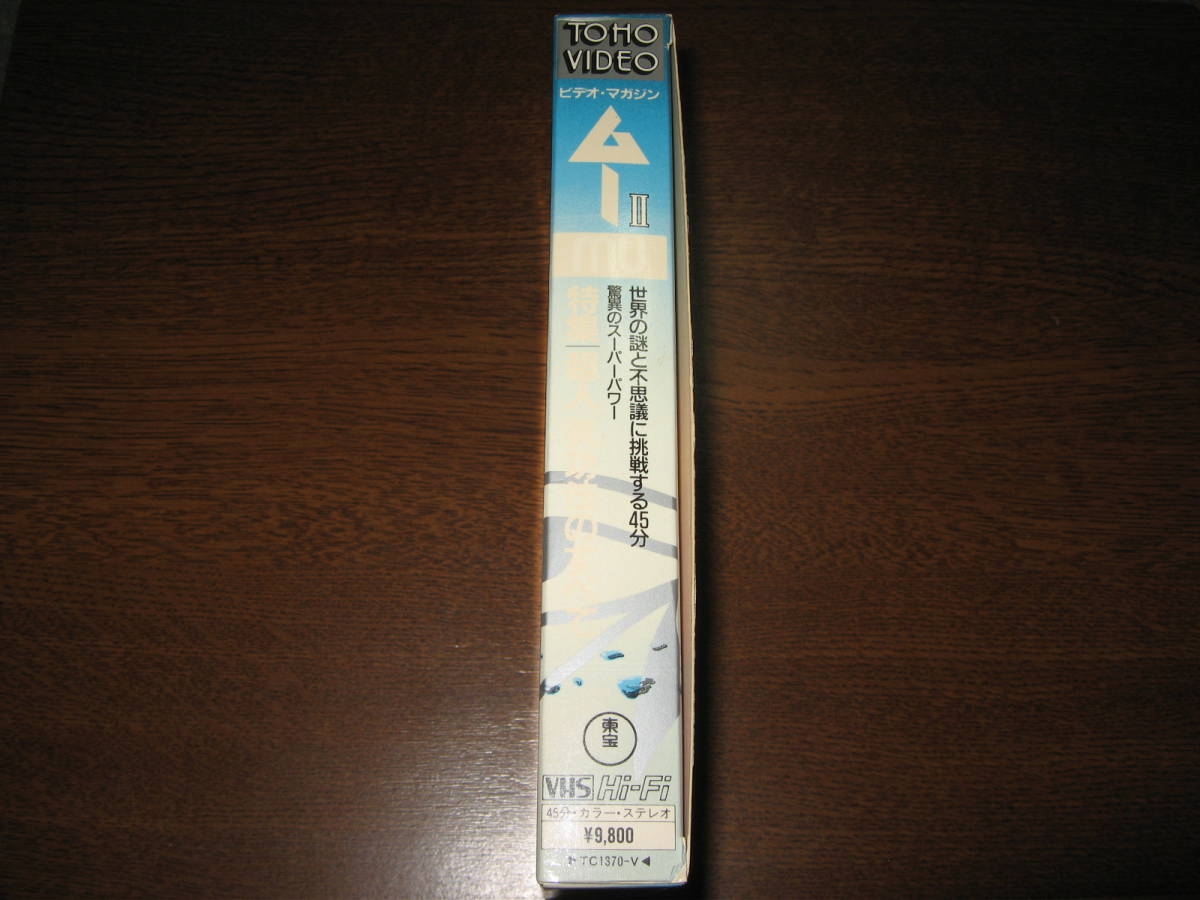 TOHO
VIDEO
ビデオ・マガジン
ムー II
mu
世界の謎と不思議に挑戦する45分
驚異のスーパーパワー
特集
東宝
VHS Hi-Fi
45分・カラー・ステレオ
¥9,800
▶TC1370-V◀